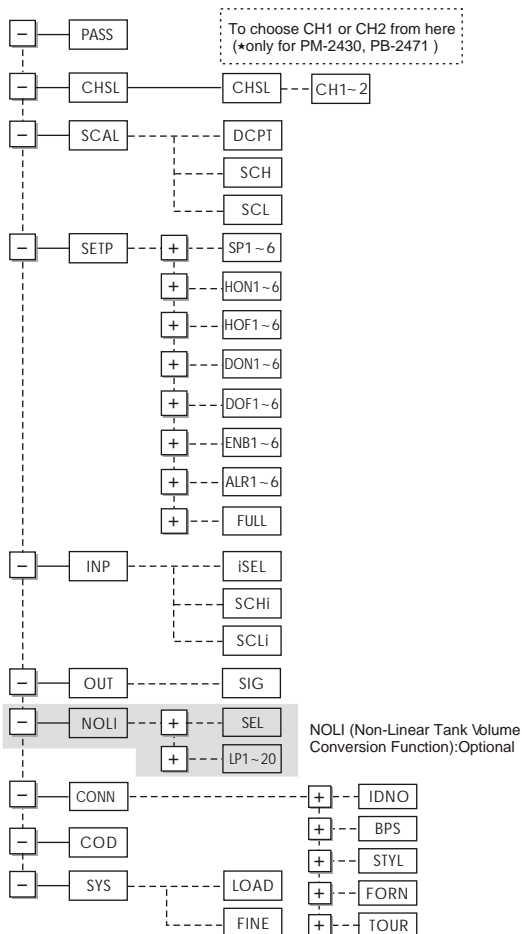 − PASS
To choose CH1 or CH2 from here
(★only for PM-2430, PB-2471 )
− CHSL CHSL CH1~2
− SCAL DCPT
SCH
SCL
− SETP + SP1~6
+ HON1~6
+ HOF1~6
+ DON1~6
+ DOF1~6
+ ENB1~6
+ ALR1~6
+ FULL
− INP iSEL
SCHi
SCLi
− OUT SIG
− NOLI + SEL
NOLI (Non-Linear Tank Volume
Conversion Function):Optional
+ LP1~20
− CONN + IDNO
+ BPS
− COD
+ STYL
− SYS LOAD + FORN
FINE + TOUR